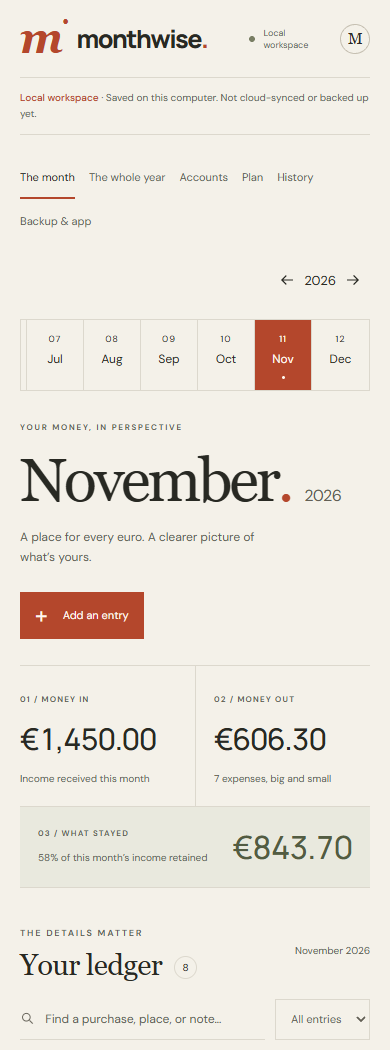 m monthwise.
Local
workspace
M
Local workspace · Saved on this computer. Not cloud-synced or backed up
yet.
The month The whole year Accounts Plan History
Backup & app
← 2026 →
07 08 09 10 11 12
Jul Aug Sep Oct Nov Dec
YOUR MONEY, IN PERSPECTIVE
November. 2026
A place for every euro. A clearer picture of
what's yours.
+ Add an entry
01 / MONEY IN
€1,450.00
Income received this month
02 / MONEY OUT
€606.30
7 expenses, big and small
03 / WHAT STAYED
58% of this month's income retained
€843.70
THE DETAILS MATTER
Your ledger 8
November 2026
Find a purchase, place, or note...
All entries